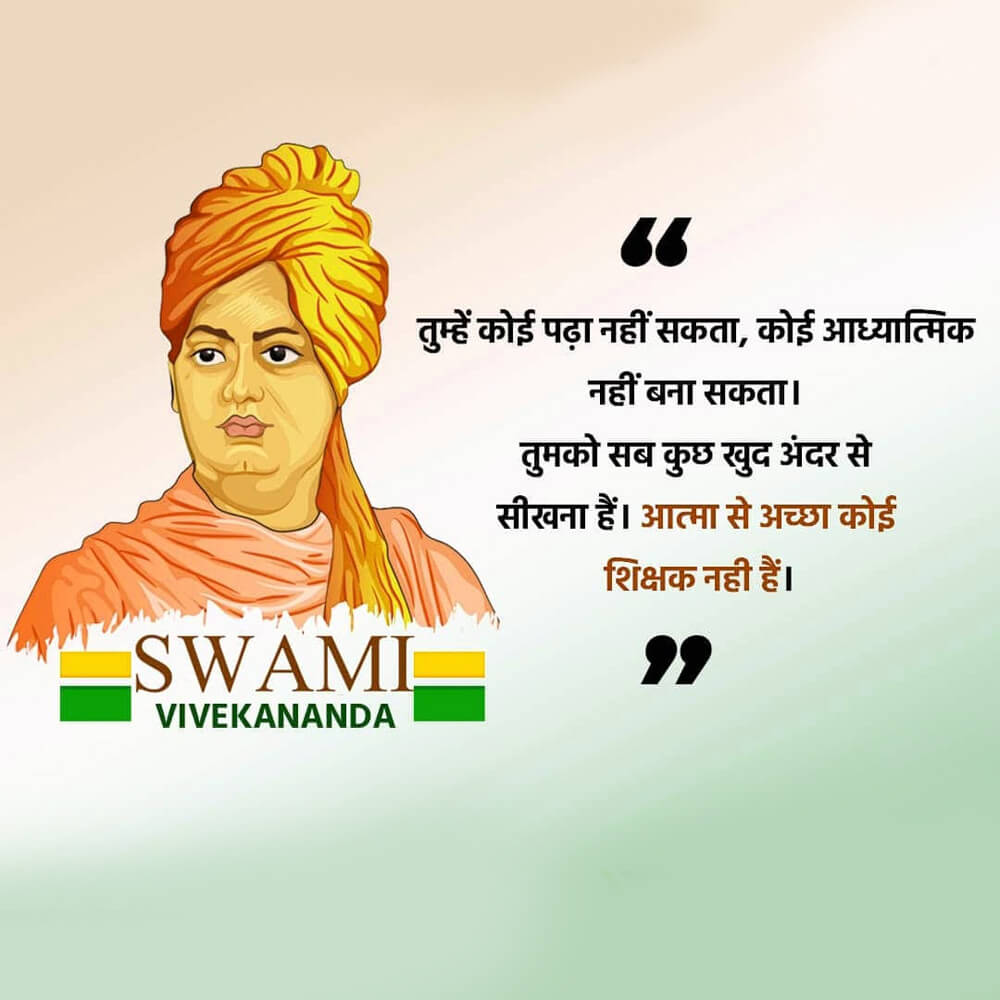 तुम्हें कोई पढ़ा नहीं सकता, कोई आध्यात्मिक
नहीं बना सकता।
तुमको सब कुछ खुद अंदर से
सीखना हैं। आत्मा से अच्छा कोई
शिक्षक नही हैं।
SWAMI
VIVEKANANDA